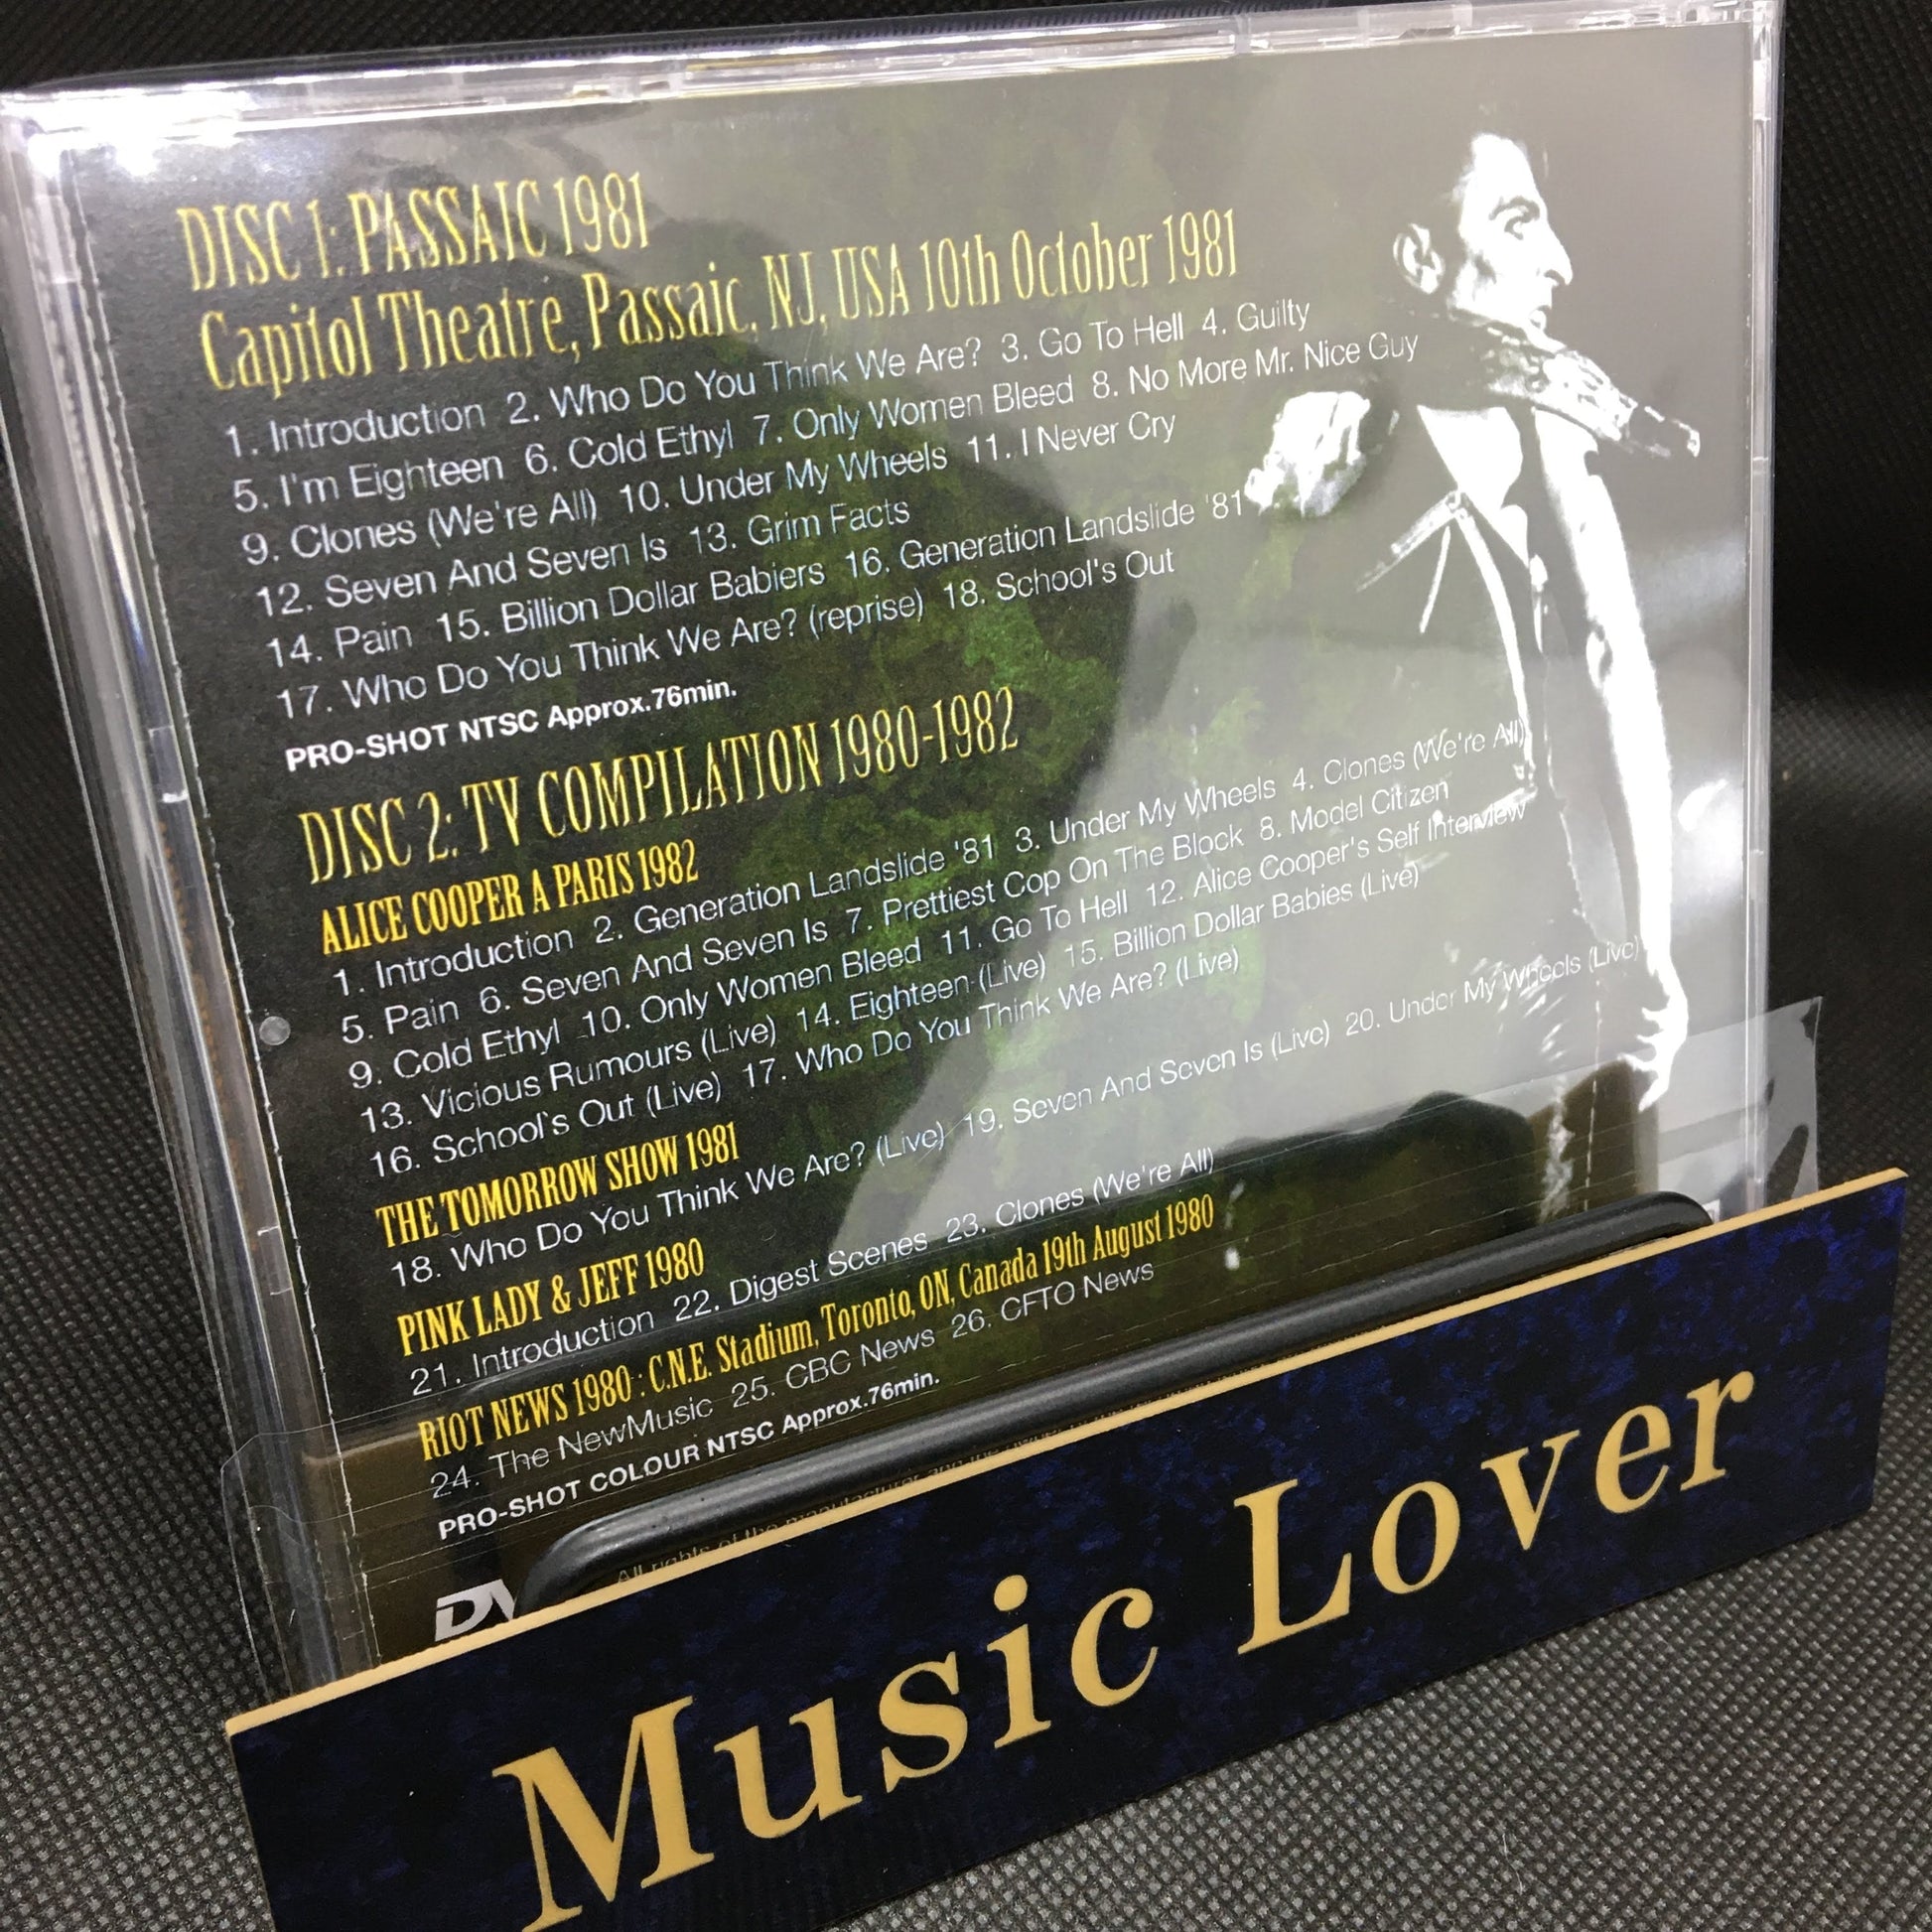 DISC 1: PASSAIC 1981
Capitol Theatre, Passaic, NJ, USA 10th October 1981
1. Introduction 2. Who Do You Think We Are? 3. Go To Hell 4. Guilty
5. I'm Eighteen 6. Cold Ethyl 7. Only Women Bleed 8. No More Mr. Nice Guy
9. Clones (We're All) 10. Under My Wheels 11. I Never Cry
12. Seven And Seven Is 13. Grim Facts
14. Pain 15. Billion Dollar Babiers 16. Generation Landslide '81
17. Who Do You Think We Are? (reprise) 18. School's Out
PRO-SHOT NTSC Approx.76min.
DISC 2: TV COMPILATION 1980-1982
ALICE COOPER A PARIS 1982
1. Introduction 2. Generation Landslide '81 3. Under My Wheels 4. Clones (We're All)
5. Pain 6. Seven And Seven Is 7. Prettiest Cop On The Block 8. Model Citizen
9. Cold Ethyl 10. Only Women Bleed 11. Go To Hell 12. Alice Cooper's Self Interview
13. Vicious Rumours (Live) 14. Eighteen (Live) 15. Billion Dollar Babies (Live)
16. School's Out (Live) 17. Who Do You Think We Are? (Live)
THE TOMORROW SHOW 1981
18. Who Do You Think We Are? (Live) 19. Seven And Seven Is (Live) 20. Under My Wheels (Live)
PINK LADY & JEFF 1980
21. Introduction 22. Digest Scenes 23. Clones (We're All)
RIOT NEWS 1980 : C.N.E. Stadium, Toronto, ON, Canada 19th August 1980
24. The NewMusic 25. CBC News 26. CFTO News
PRO-SHOT COLOUR NTSC Approx.76min.
All rights of the manufacturer and the
DV
Music Lover